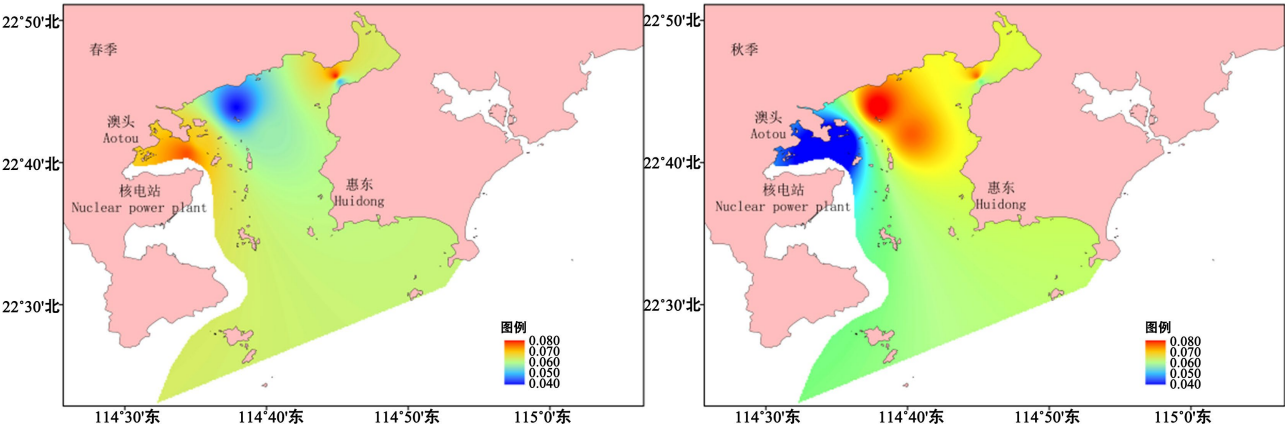 22°50'北
22°40'北
22°30'北
春季
澳头
Aotou
核电站
Nuclear power plant
惠东
Huidong
图例
0.080
0.070
0.060
0.050
0.040
114°30'东
114°40'东
114°50'东
115°0'东
22°50'北
22°40'北
22°30'北
秋季
澳头
Aotou
核电站
Nuclear power plant
惠东
Huidong
图例
0.080
0.070
0.060
0.050
0.040
114°30'东
114°40'东
114°50'东
115°0'东